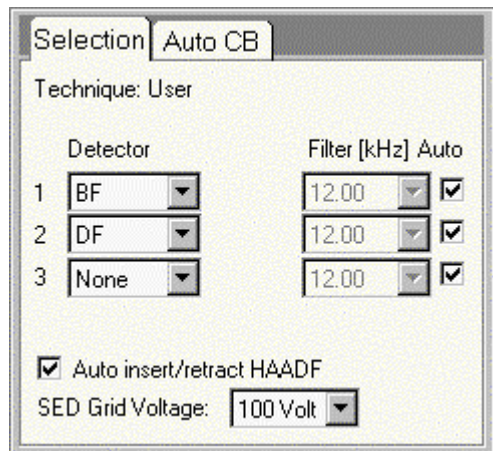 Selection Auto CB
Technique: User
Detector Filter [kHz] Auto
1 BF 12.00
2 DF 12.00
3 None 12.00
Auto insert/retract HAADF
SED Grid Voltage: 100 Volt